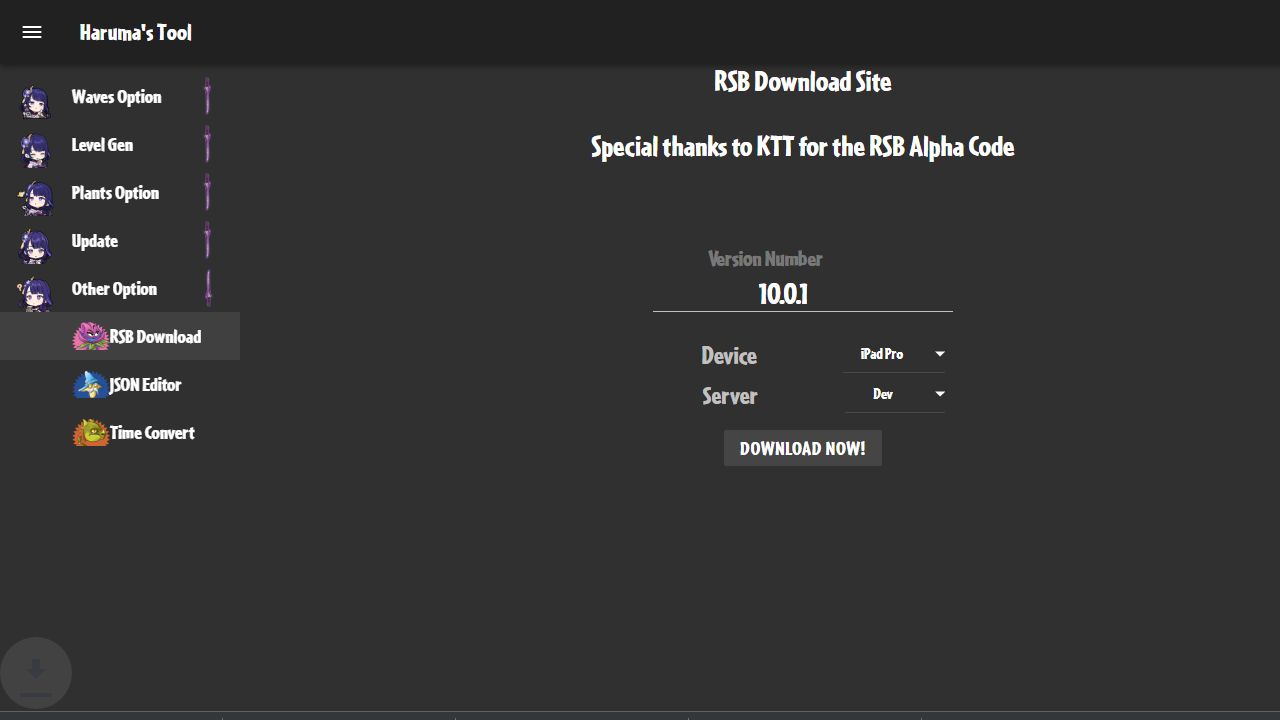 Haruma's Tool
Waves Option
Level Gen
Plants Option
Update
Other Option
RSB Download
JSON Editor
Time Convert
RSB Download Site
Special thanks to KTT for the RSB Alpha Code
Version Number
10.0.1
Device
iPad Pro
Server
Dev
DOWNLOAD NOW!